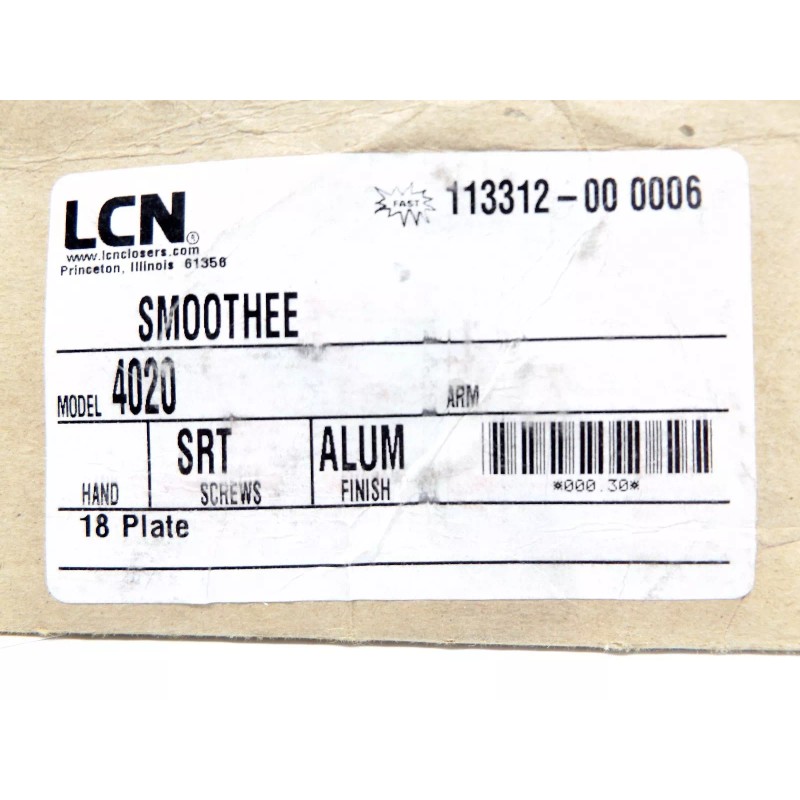 LCN®
www.lcnclosers.com
Princeton, Illinois 61356
FAST 113312-00 0006
SMOOTHEE
MODEL 4020 ARM
SRT ALUM
HAND SCREWS FINISH
*000.30*
18 Plate